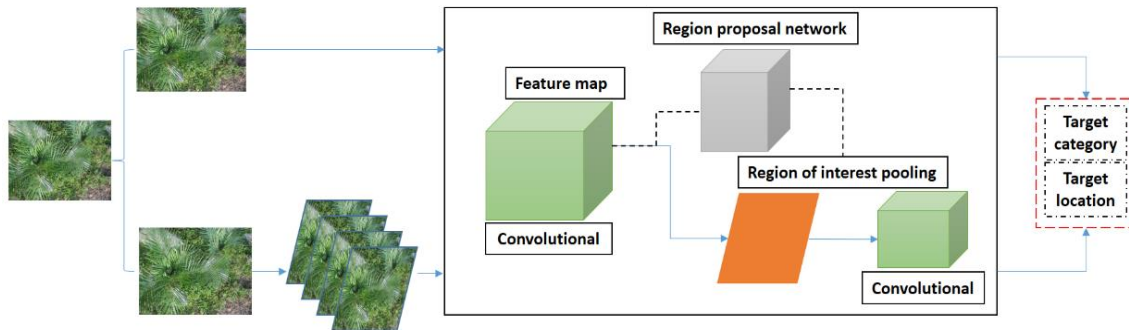 Region proposal network
Feature map
Target
category
Region of interest pooling
Target
location
Convolutional
Convolutional